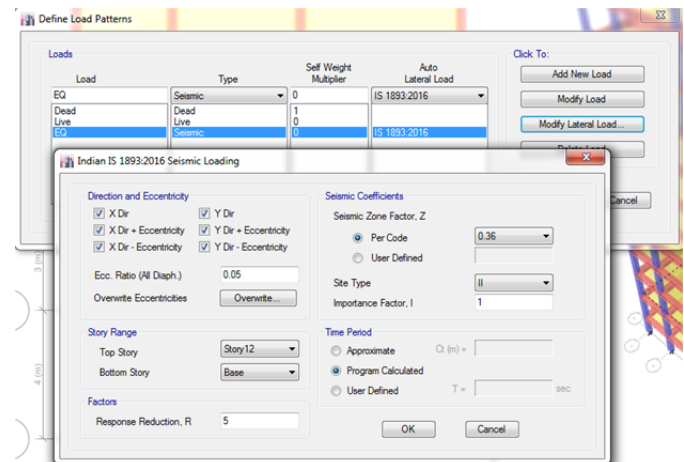 Define Load Patterns
Loads
Click To:
Load Type Self Weight Multiplier Auto Lateral Load
EQ Seismic 0 IS 1893:2016
Dead Dead 1
Live Live 0
EQ Seismic 0 IS 1893:2016
Add New Load
Modify Load
Modify Lateral Load...
Delete Load
Cancel
Indian IS 1893:2016 Seismic Loading
Direction and Eccentricity
X Dir Y Dir
X Dir + Eccentricity Y Dir + Eccentricity
X Dir - Eccentricity Y Dir - Eccentricity
Ecc. Ratio (All Diaph.) 0.05
Overwrite Eccentricities Overwrite...
Story Range
Top Story Story12
Bottom Story Base
Factors
Response Reduction, R 5
Seismic Coefficients
Seismic Zone Factor, Z
Per Code 0.36
User Defined
Site Type II
Importance Factor, I 1
Time Period
Approximate Ct (m) =
Program Calculated
User Defined T = sec
OK Cancel
3 (m)
4 (m)